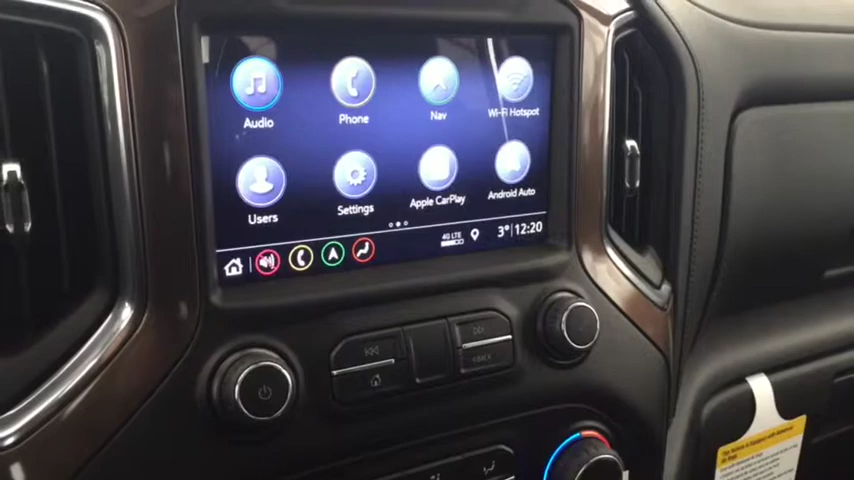 Audio
Phone
Nav
Wi-Fi Hotspot
Users
Settings
Apple CarPlay
Android Auto
4G LTE
3° 12:20
BACK